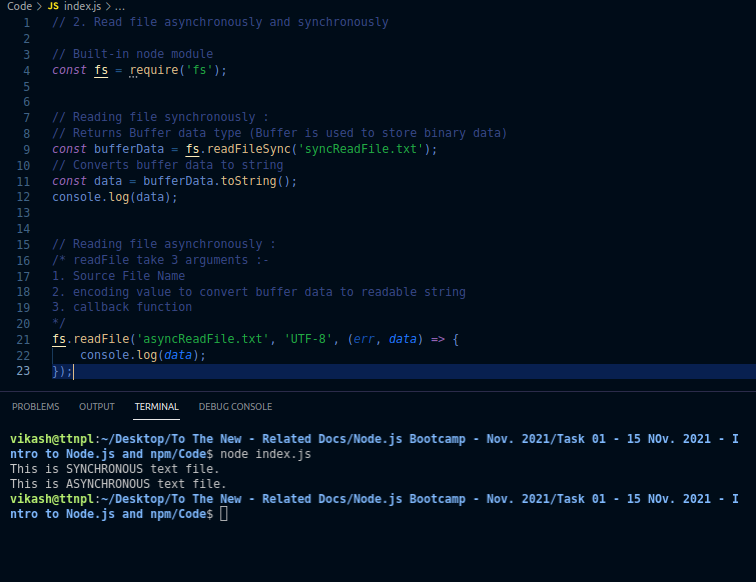 Code > JS index.js > ...
1 // 2. Read file asynchronously and synchronously
2
3 // Built-in node module
4 const fs = require('fs');
5
6
7 // Reading file synchronously :
8 // Returns Buffer data type (Buffer is used to store binary data)
9 const bufferData = fs.readFileSync('syncReadFile.txt');
10 // Converts buffer data to string
11 const data = bufferData.toString();
12 console.log(data);
13
14
15 // Reading file asynchronously :
16 /* readFile take 3 arguments :-
17 1. Source File Name
18 2. encoding value to convert buffer data to readable string
19 3. callback function
20 */
21 fs.readFile('asyncReadFile.txt', 'UTF-8', (err, data) => {
22     console.log(data);
23 });
PROBLEMS OUTPUT TERMINAL DEBUG CONSOLE
vikash@ttnpl:~/Desktop/To The New - Related Docs/Node.js Bootcamp - Nov. 2021/Task 01 - 15 NOv. 2021 - I
ntro to Node.js and npm/Code$ node index.js
This is SYNCHRONOUS text file.
This is ASYNCHRONOUS text file.
vikash@ttnpl:~/Desktop/To The New - Related Docs/Node.js Bootcamp - Nov. 2021/Task 01 - 15 NOv. 2021 - I
ntro to Node.js and npm/Code$